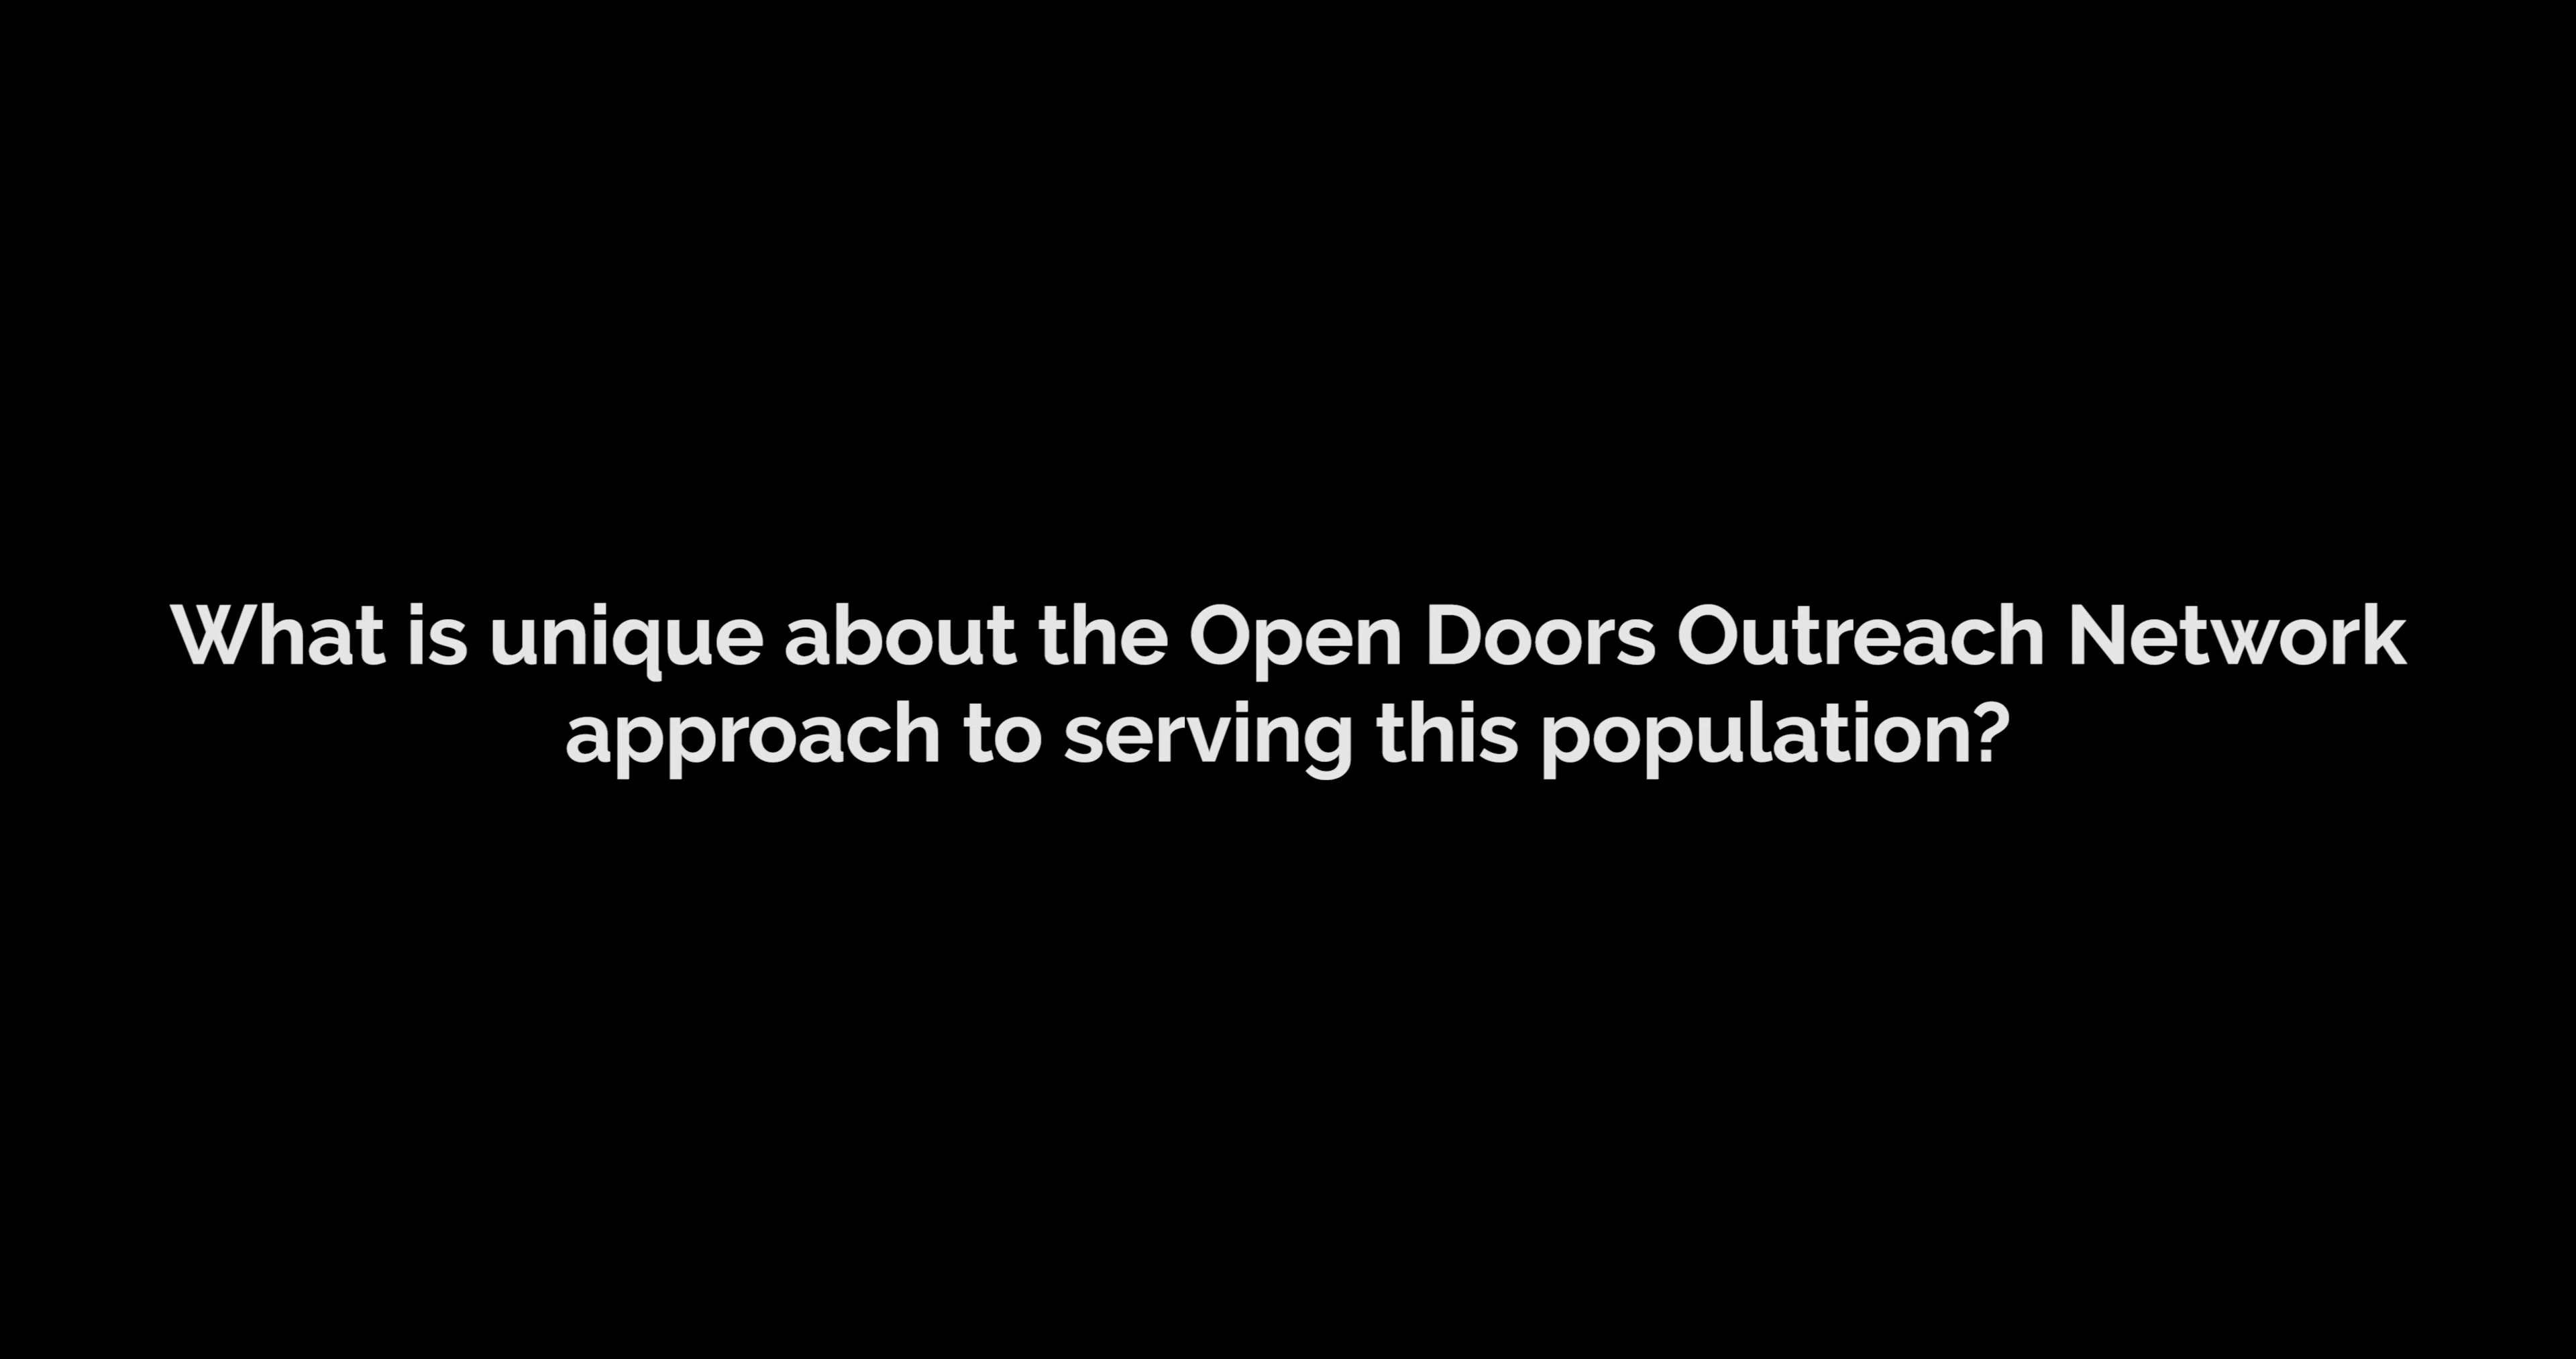 What is unique about the Open Doors Outreach Network
approach to serving this population?